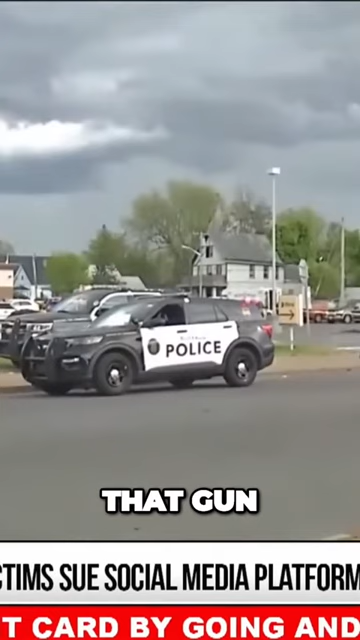 POLICE
THAT GUN
CTIMS SUE SOCIAL MEDIA PLATFORM
T CARD BY GOING AND